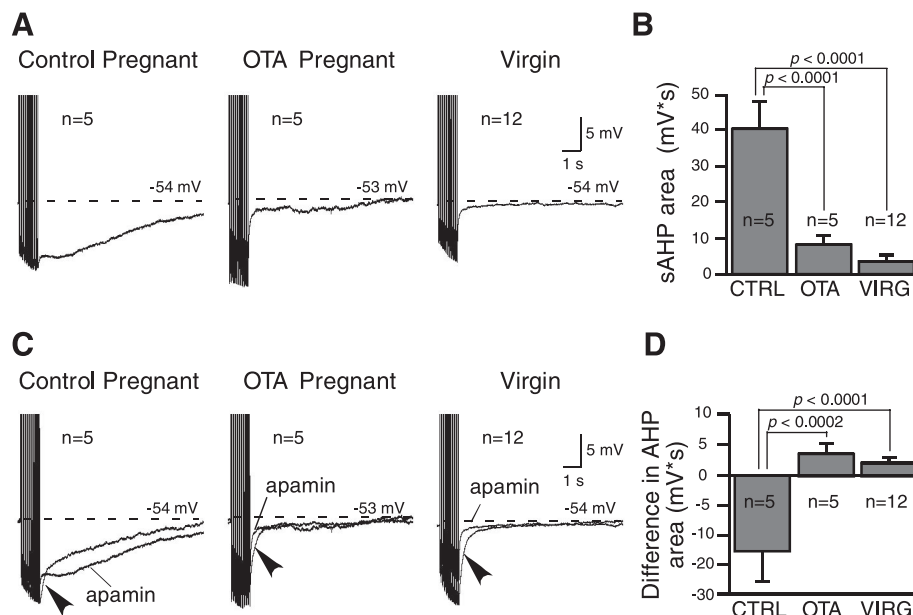 A
Control Pregnant
OTA Pregnant
Virgin
n=5
n=5
n=12
5 mV
1 s
-54 mV
-53 mV
-54 mV
B
p < 0.0001
p < 0.0001
sAHP area (mV*s)
50
40
30
20
10
0
n=5
n=5
n=12
CTRL
OTA
VIRG
C
Control Pregnant
OTA Pregnant
Virgin
n=5
n=5
n=12
5 mV
1 s
apamin
apamin
-54 mV
-53 mV
-54 mV
apamin
D
p < 0.0001
p < 0.0002
Difference in AHP
area (mV*s)
10
5
0
-5
-10
-20
-30
n=5
n=5
n=12
CTRL
OTA
VIRG